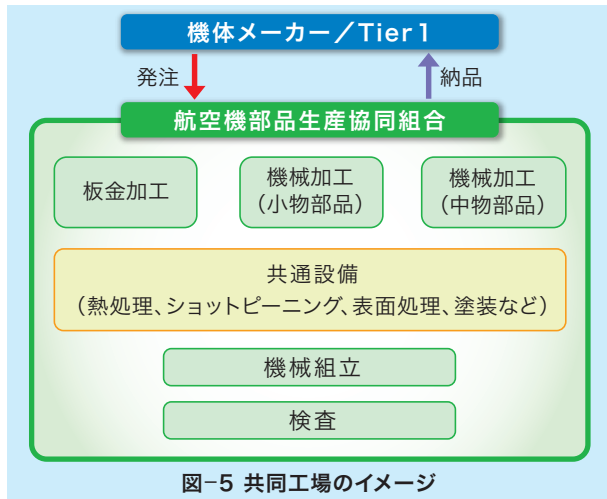 機体メーカー／Tier1
発注
納品
航空機部品生産協同組合
板金加工
機械加工
（小物部品）
機械加工
（中物部品）
共通設備
（熱処理、ショットピーニング、表面処理、塗装など）
機械組立
検査
図−5 共同工場のイメージ